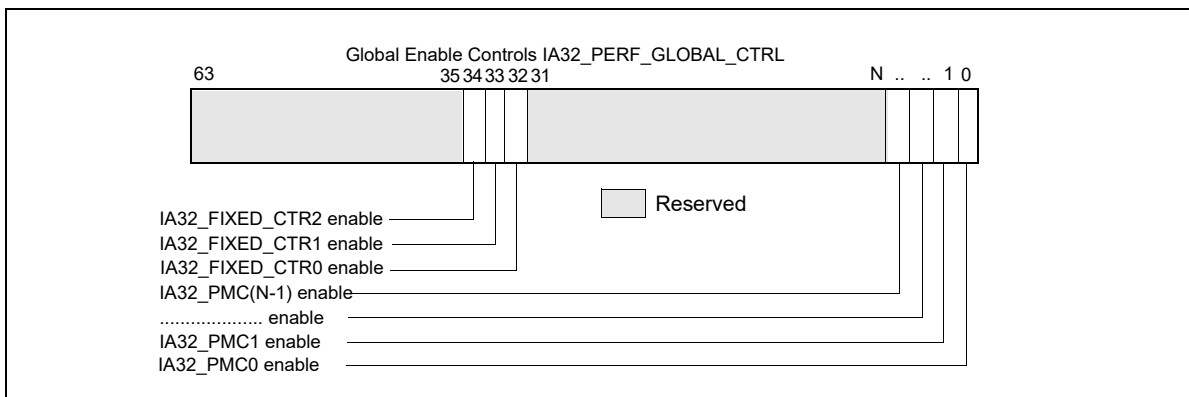 Global Enable Controls IA32_PERF_GLOBAL_CTRL
63 35 34 33 32 31 N .. .. 1 0
Reserved
IA32_FIXED_CTR2 enable
IA32_FIXED_CTR1 enable
IA32_FIXED_CTR0 enable
IA32_PMC(N-1) enable
.................... enable
IA32_PMC1 enable
IA32_PMC0 enable